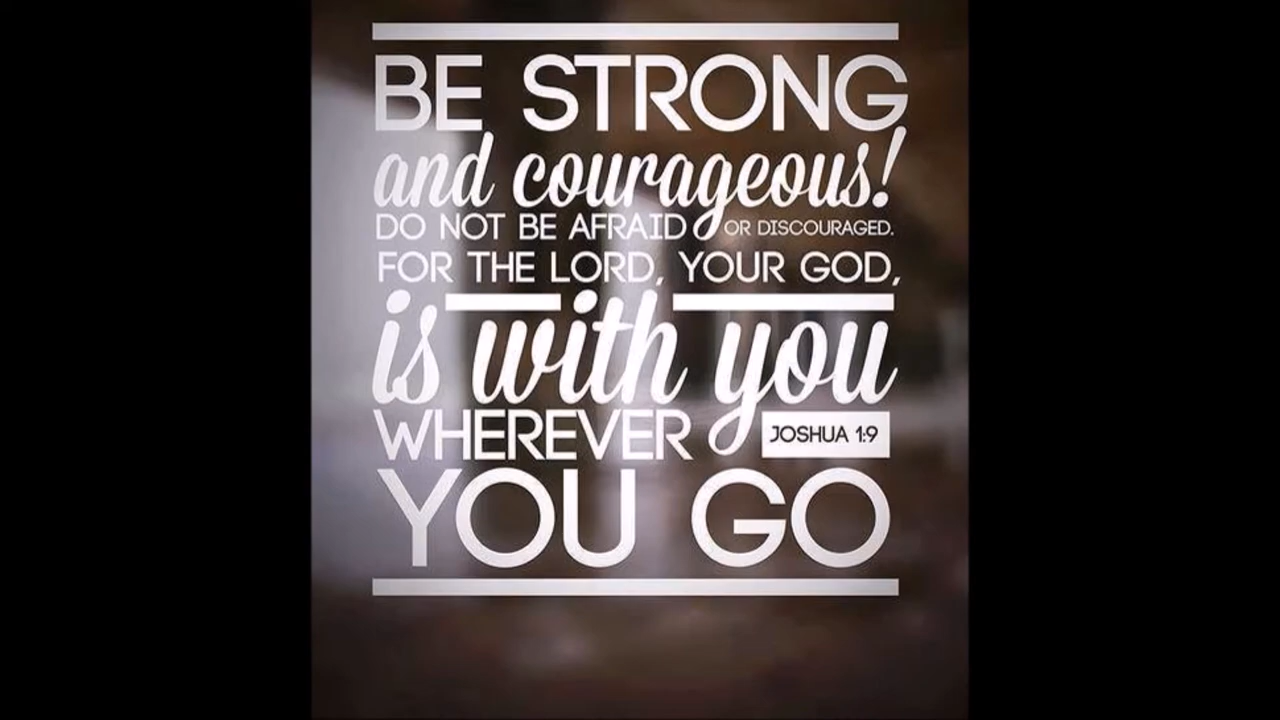 BE STRONG
and courageous!
DO NOT BE AFRAID OR DISCOURAGED.
FOR THE LORD, YOUR GOD,
is with you
WHEREVER
JOSHUA 1:9
YOU GO